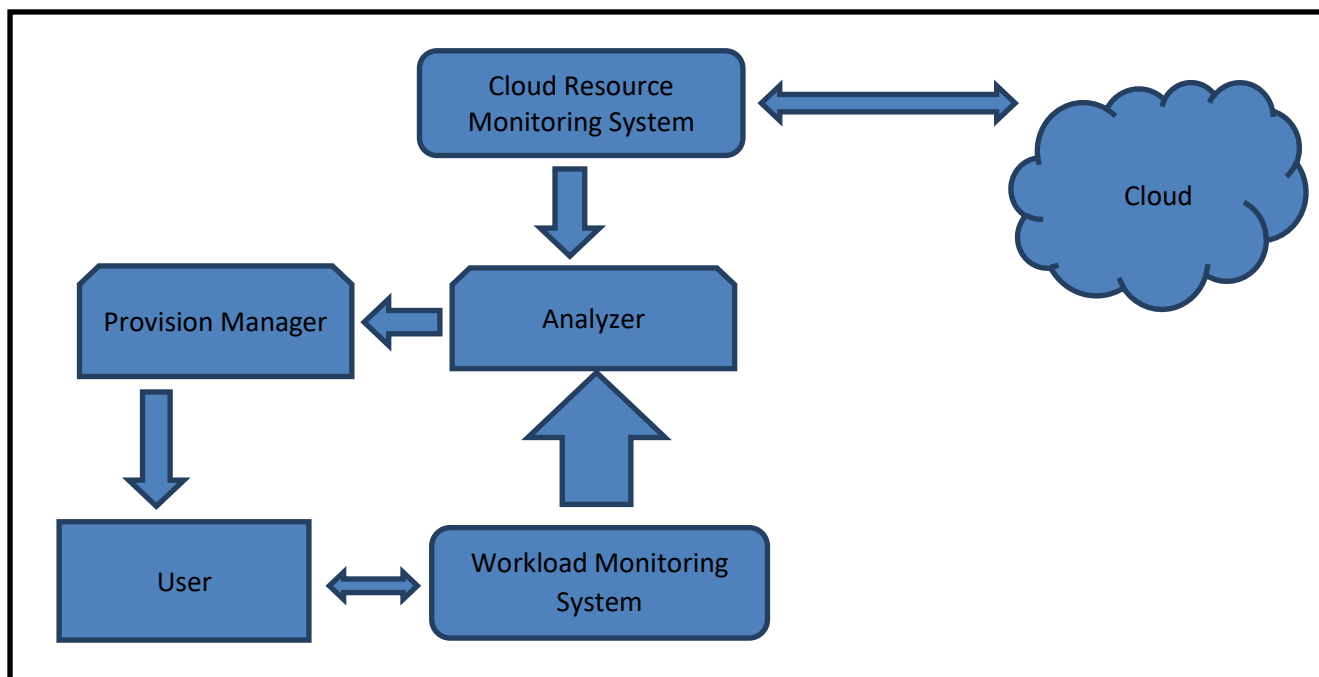 Cloud Resource
Monitoring System
Cloud
Provision Manager
Analyzer
User
Workload Monitoring
System